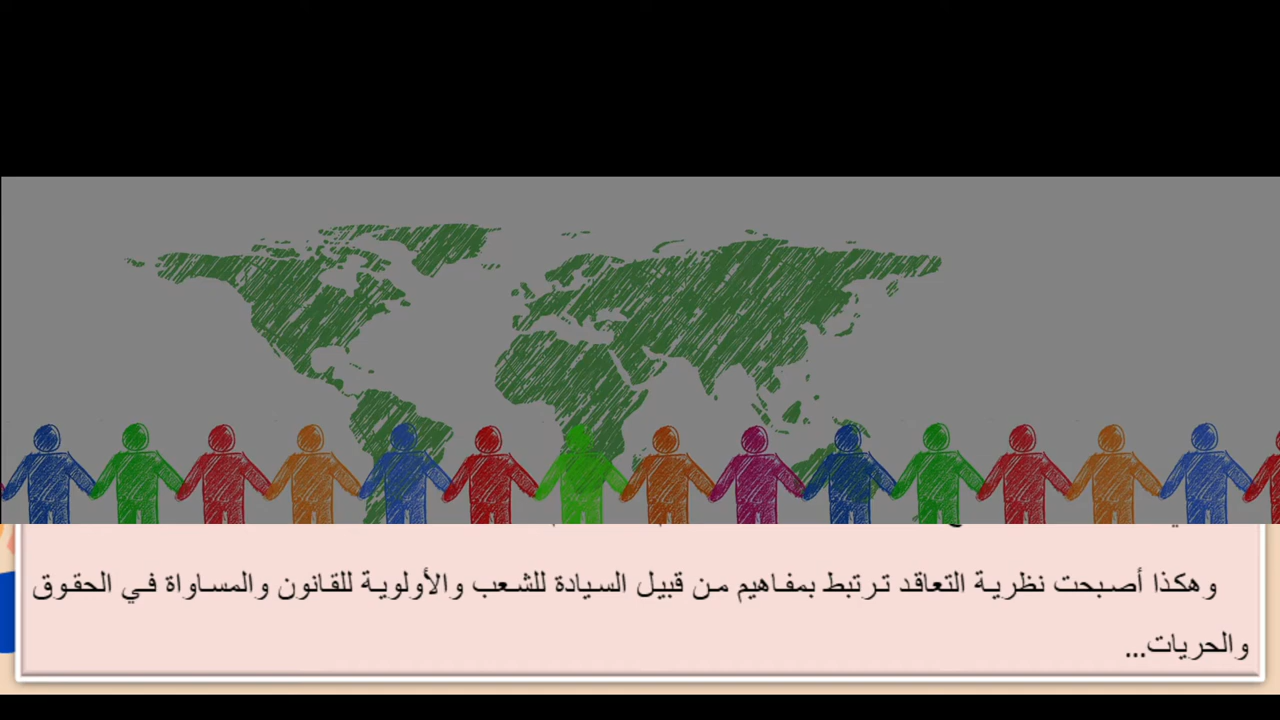 وهكذا أصبحت نظرية التعاقد ترتبط بمفاهيم من قبيل السيادة للشعب والأولوية للقانون والمساواة في الحقوق
والحريات...